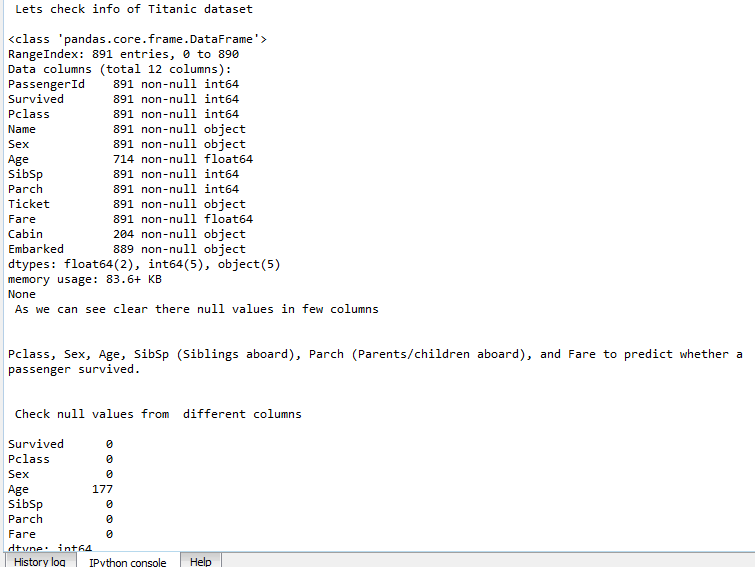 Lets check info of Titanic dataset
<class 'pandas.core.frame.DataFrame'>
RangeIndex: 891 entries, 0 to 890
Data columns (total 12 columns):
PassengerId    891 non-null int64
Survived       891 non-null int64
Pclass         891 non-null int64
Name           891 non-null object
Sex            891 non-null object
Age            714 non-null float64
SibSp          891 non-null int64
Parch          891 non-null int64
Ticket         891 non-null object
Fare           891 non-null float64
Cabin          204 non-null object
Embarked       889 non-null object
dtypes: float64(2), int64(5), object(5)
memory usage: 83.6+ KB
None
As we can see clear there null values in few columns
Pclass, Sex, Age, SibSp (Siblings aboard), Parch (Parents/children aboard), and Fare to predict whether a
passenger survived.
Check null values from  different columns
Survived      0
Pclass        0
Sex           0
Age         177
SibSp         0
Parch         0
Fare          0
dtype: int64
History log IPython console Help